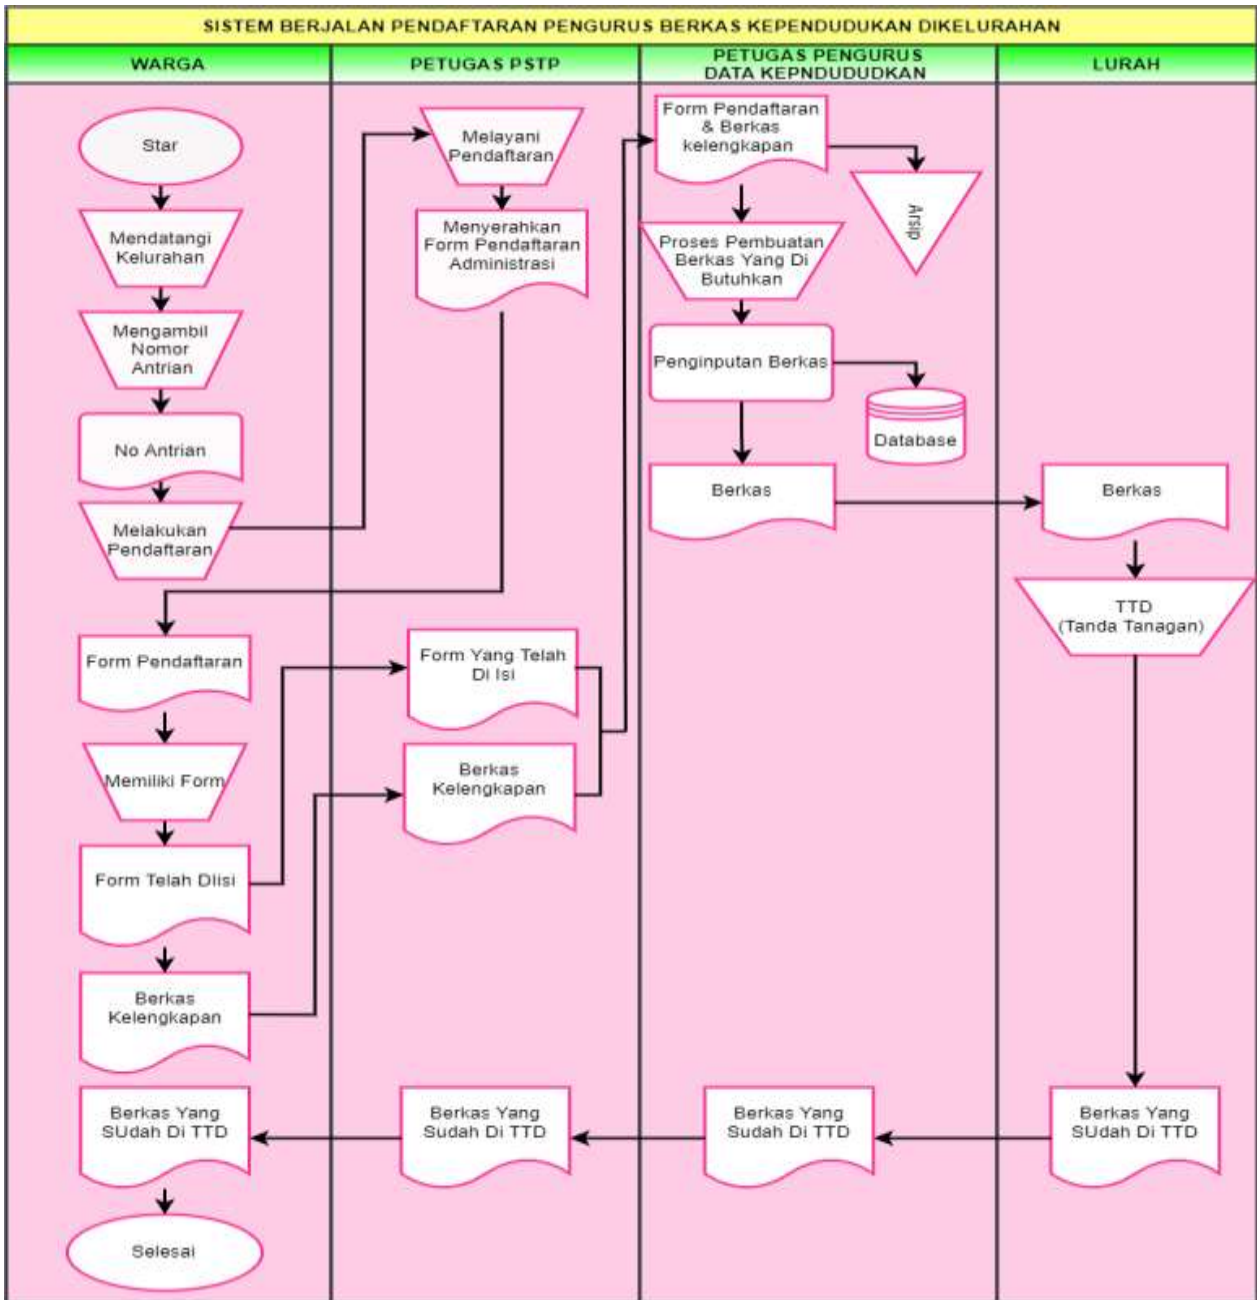 SISTEM BERJALAN PENDAFTARAN PENGURUS BERKAS KEPENDUDUKAN DIKELURAHAN
WARGA
PETUGAS PSTP
PETUGAS PENGURUS
DATA KEPNDUDUDKAN
LURAH
Star
Mendatangi
Kelurahan
Mengambil
Nomor
Antrian
No Antrian
Melakukan
Pendaftaran
Melayani
Pendaftaran
Menyerahkan
Form Pendaftaran
Administrasi
Form Pendaftaran
Memiliki Form
Form Telah DIisi
Berkas
Kelengkapan
Form Yang Telah
Di Isi
Berkas
Kelengkapan
Form Pendaftaran
& Berkas
kelengkapan
Arsip
Proses Pembuatan
Berkas Yang Di
Butuhkan
Penginputan Berkas
Database
Berkas
Berkas
TTD
(Tanda Tanagan)
Berkas Yang
SUdah Di TTD
Berkas Yang
Sudah Di TTD
Berkas Yang
Sudah Di TTD
Berkas Yang
SUdah Di TTD
Selesai